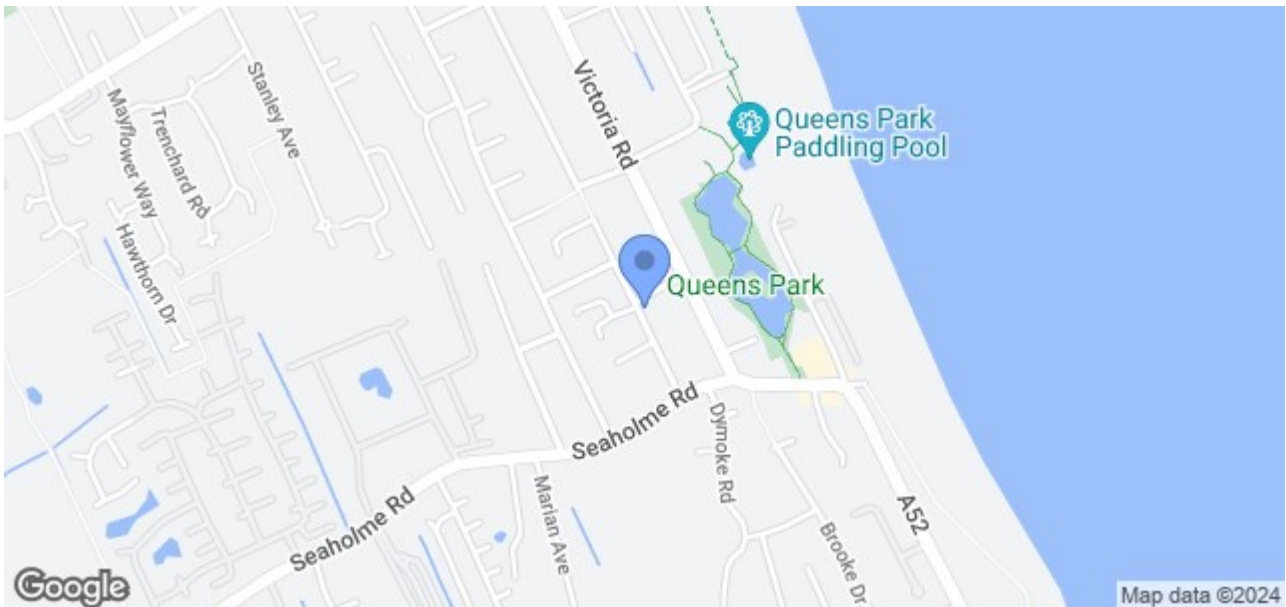 Queens Park
Paddling Pool
Victoria Rd
Stanley Ave
Mayflower Way
Trenchard Rd
Hawthorn Dr
Queens Park
Seaholme Rd
Dymoke Rd
Seaholme Rd
Marian Ave
A52
Brooke Dr
Google
Map data ©2024